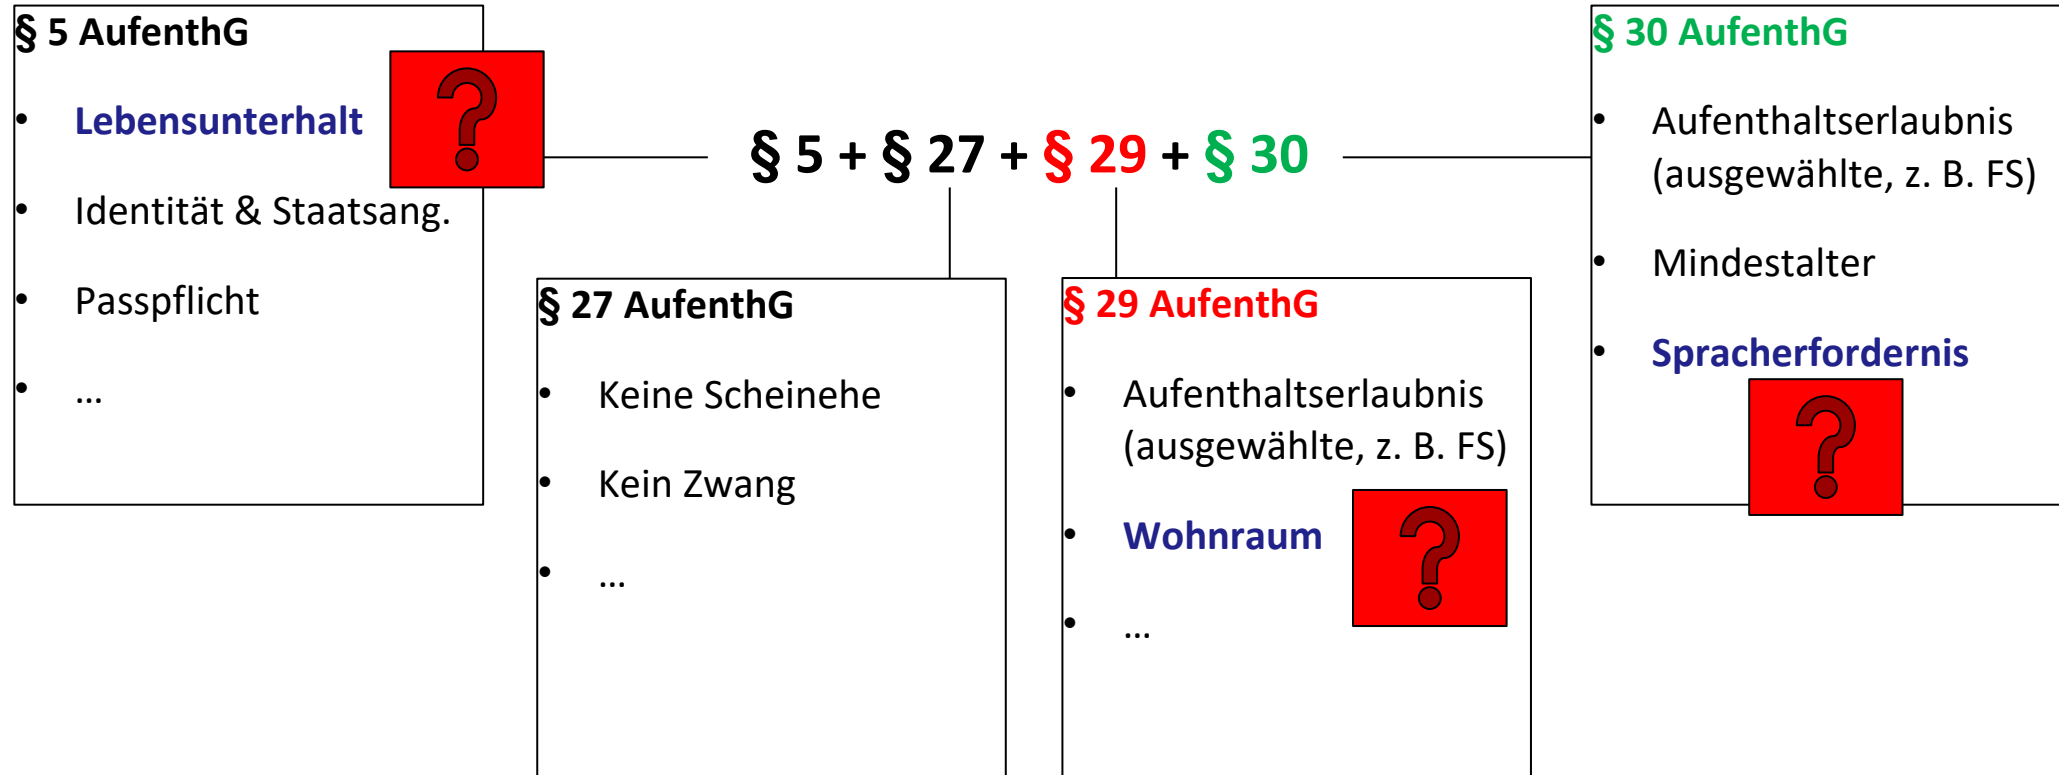 § 5 AufenthG
• Lebensunterhalt
• Identität & Staatsang.
• Passpflicht
• ...
§ 5 + § 27 + § 29 + § 30
§ 27 AufenthG
• Keine Scheinehe
• Kein Zwang
• ...
§ 29 AufenthG
• Aufenthaltserlaubnis
(ausgewählte, z. B. FS)
• Wohnraum
• ...
§ 30 AufenthG
• Aufenthaltserlaubnis
(ausgewählte, z. B. FS)
• Mindestalter
• Spracherfordernis
?
?
?